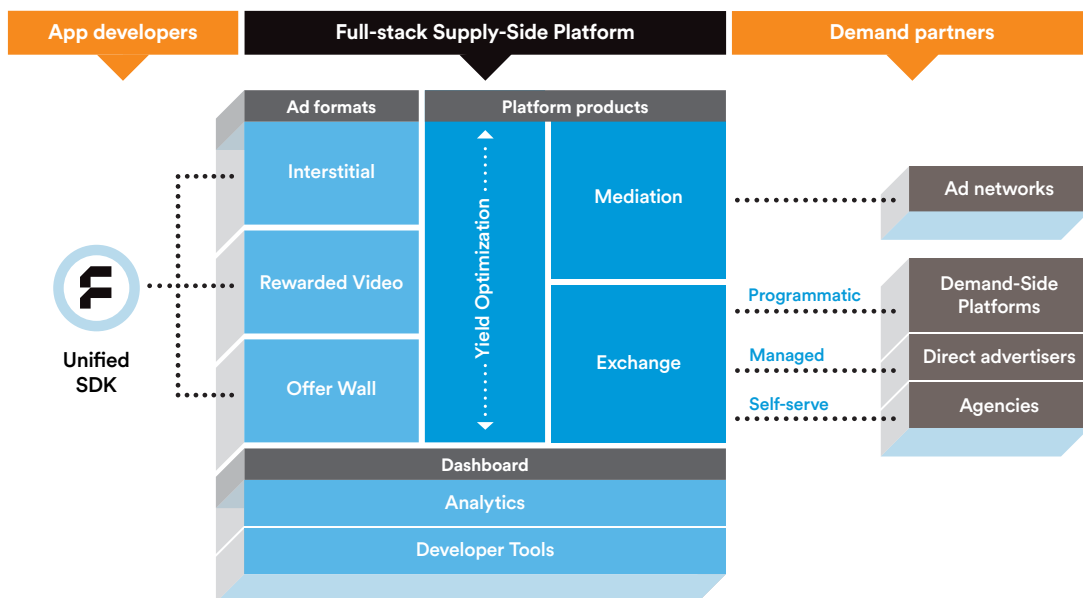 App developers
Full-stack Supply-Side Platform
Demand partners
Ad formats
Platform products
Interstitial
Rewarded Video
Offer Wall
Yield Optimization
Mediation
Exchange
Unified
SDK
Programmatic
Managed
Self-serve
Ad networks
Demand-Side
Platforms
Direct advertisers
Agencies
Dashboard
Analytics
Developer Tools